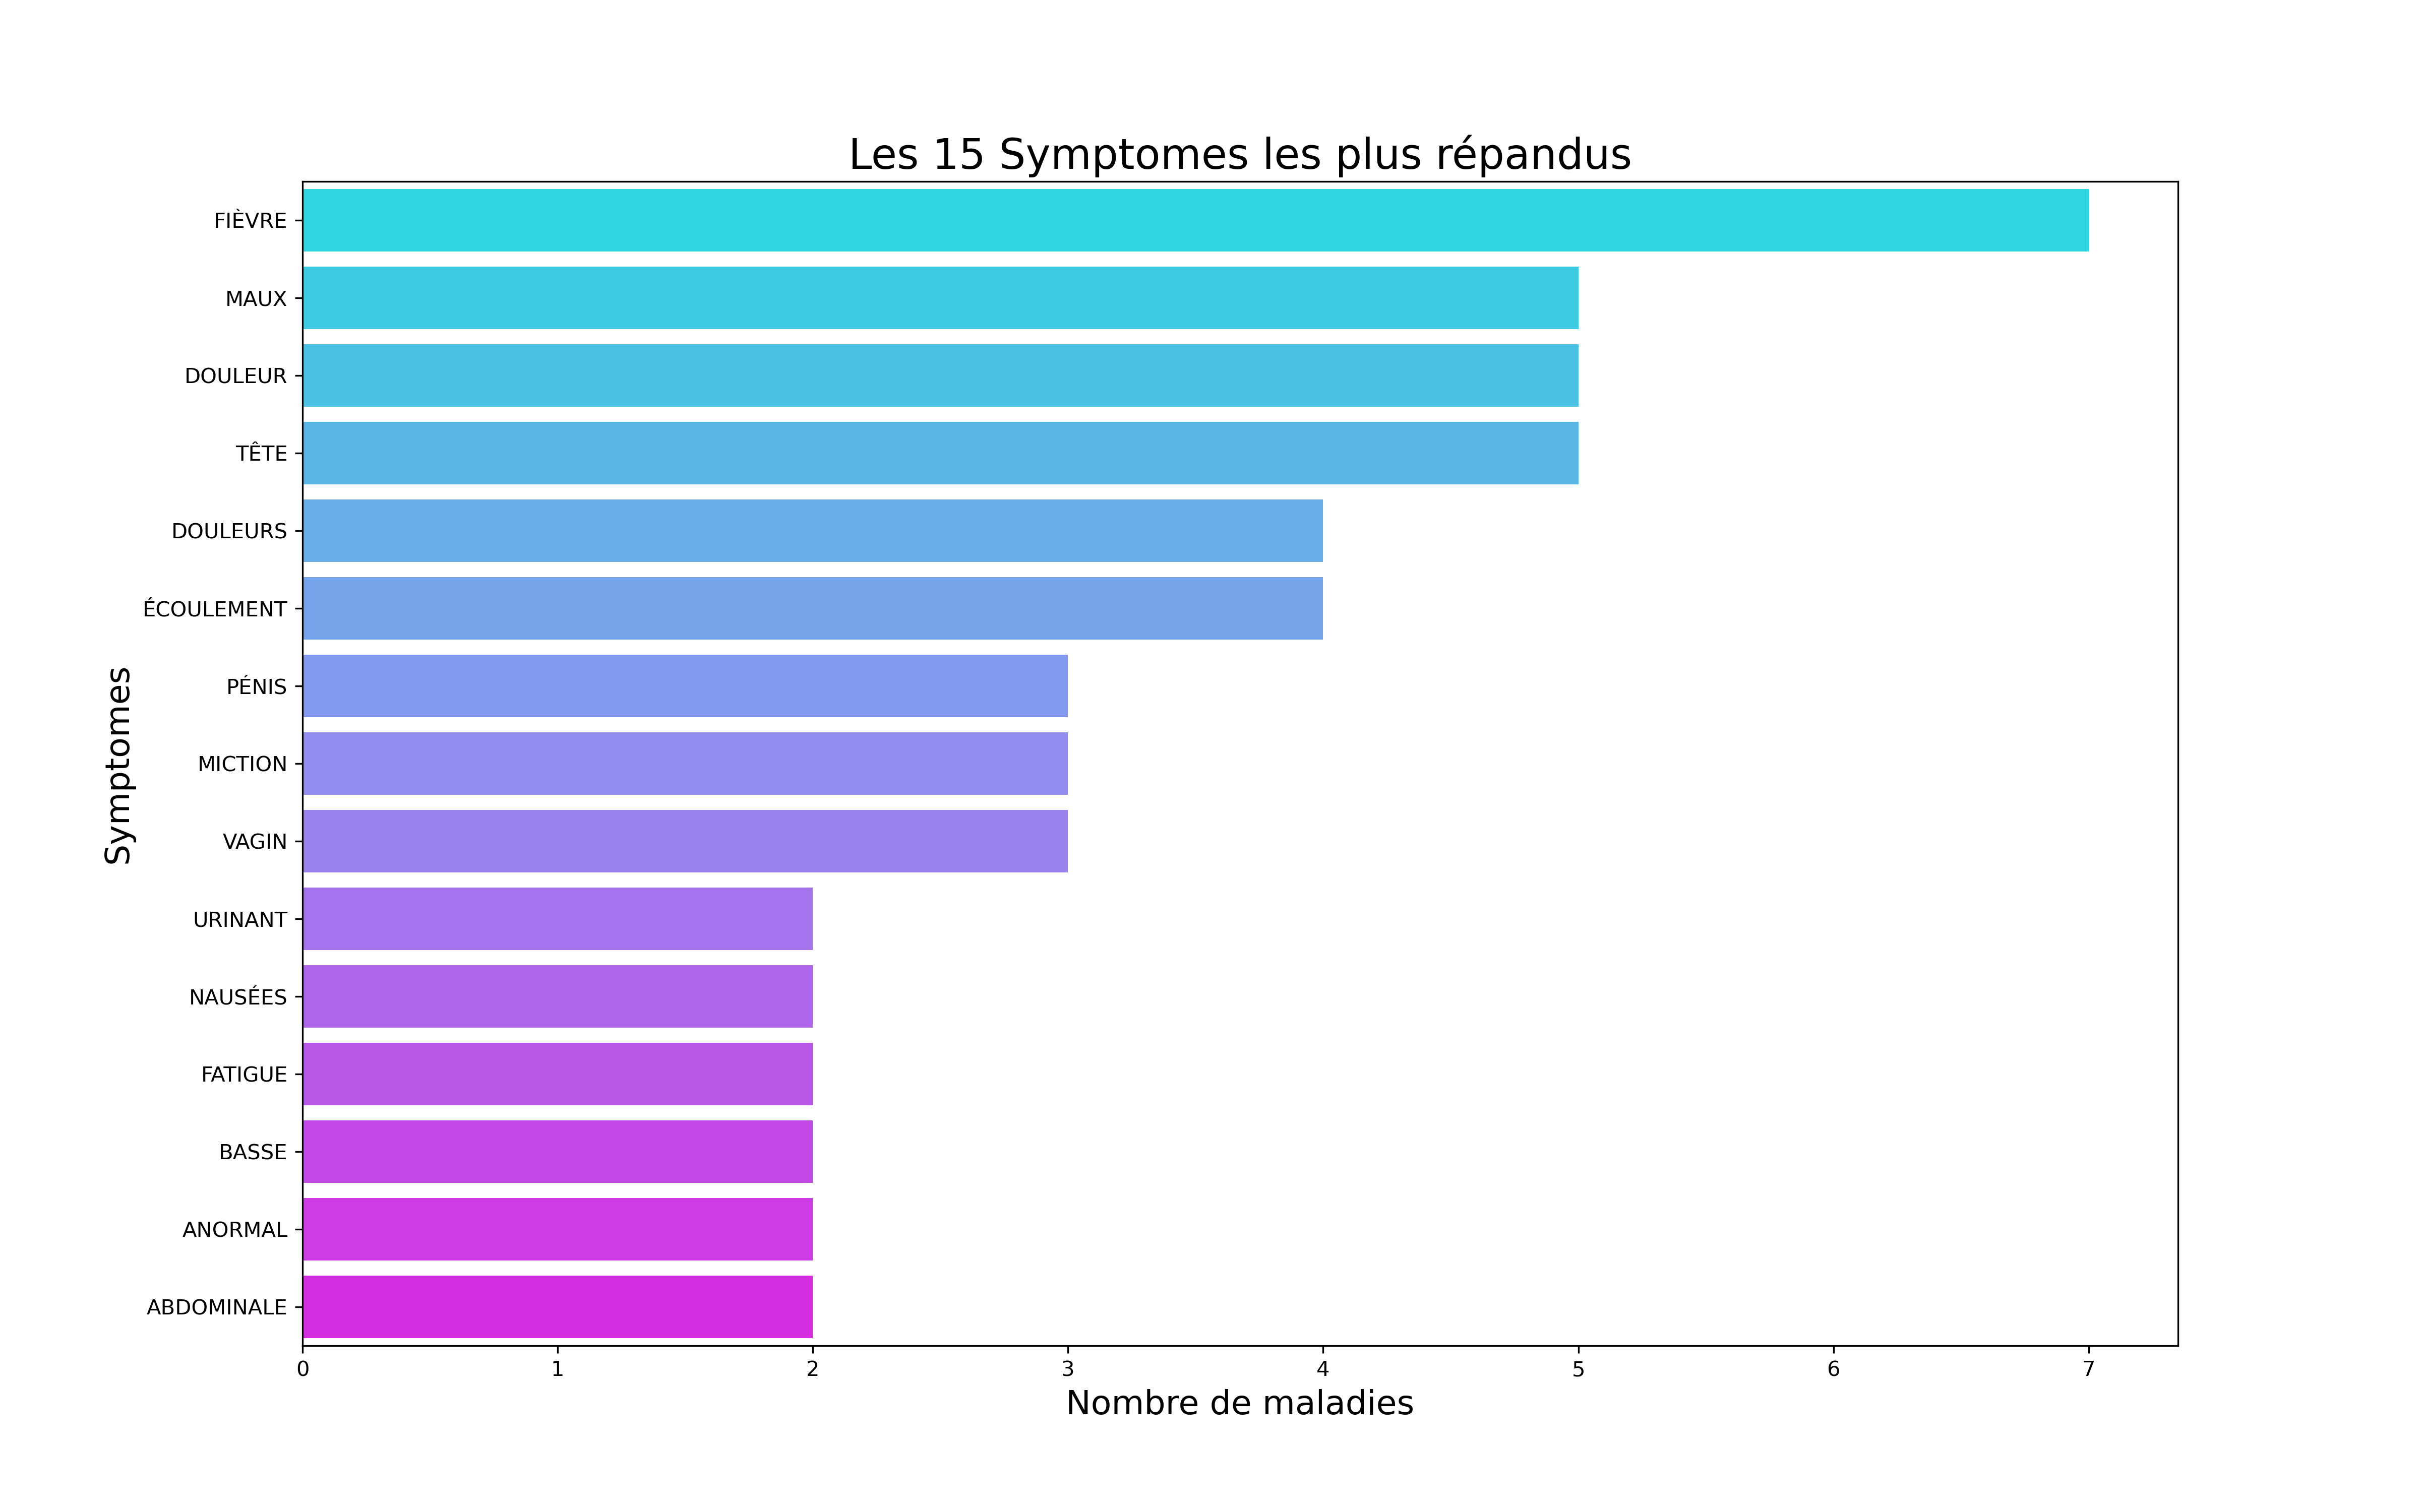 Les 15 Symptomes les plus répandus
FIÈVRE
MAUX
DOULEUR
TÊTE
DOULEURS
ÉCOULEMENT
PÉNIS
MICTION
VAGIN
URINANT
NAUSÉES
FATIGUE
BASSE
ANORMAL
ABDOMINALE
Symptomes
0 1 2 3 4 5 6 7
Nombre de maladies